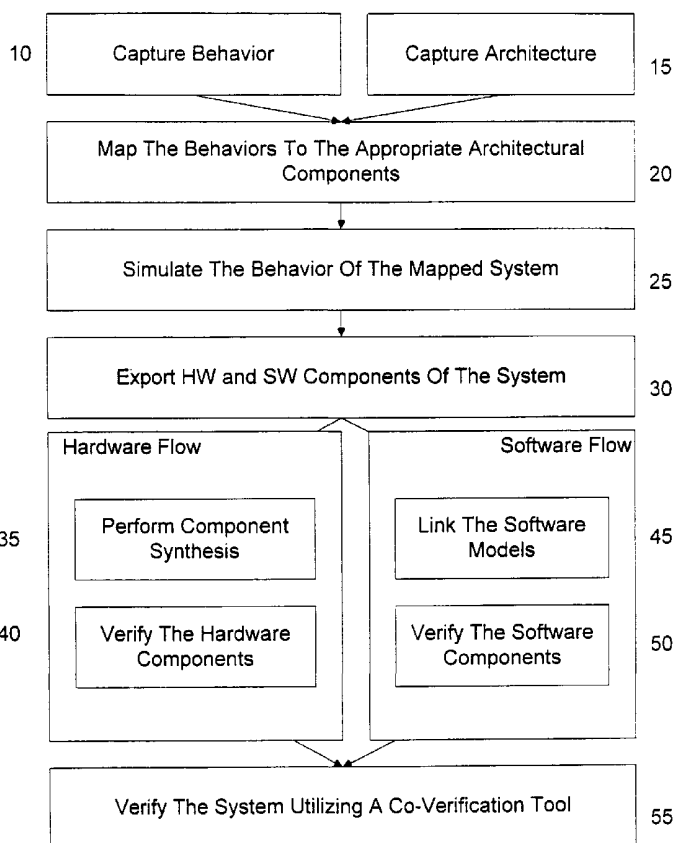 10
Capture Behavior
Capture Architecture
15
Map The Behaviors To The Appropriate Architectural
Components
20
Simulate The Behavior Of The Mapped System
25
Export HW and SW Components Of The System
30
Hardware Flow
Software Flow
35
Perform Component
Synthesis
Link The Software
Models
45
40
Verify The Hardware
Components
Verify The Software
Components
50
Verify The System Utilizing A Co-Verification Tool
55